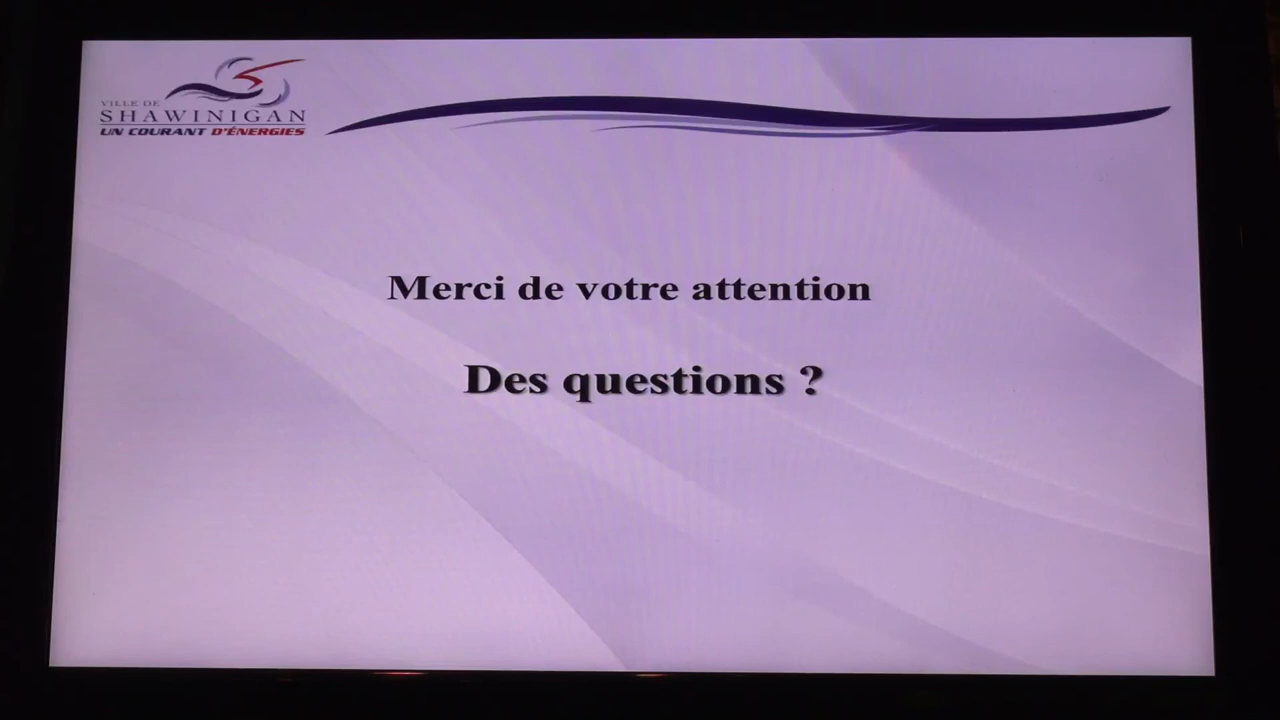 VILLE DE
SHAWINIGAN
UN COURANT D'ÉNERGIES
Merci de votre attention
Des questions ?